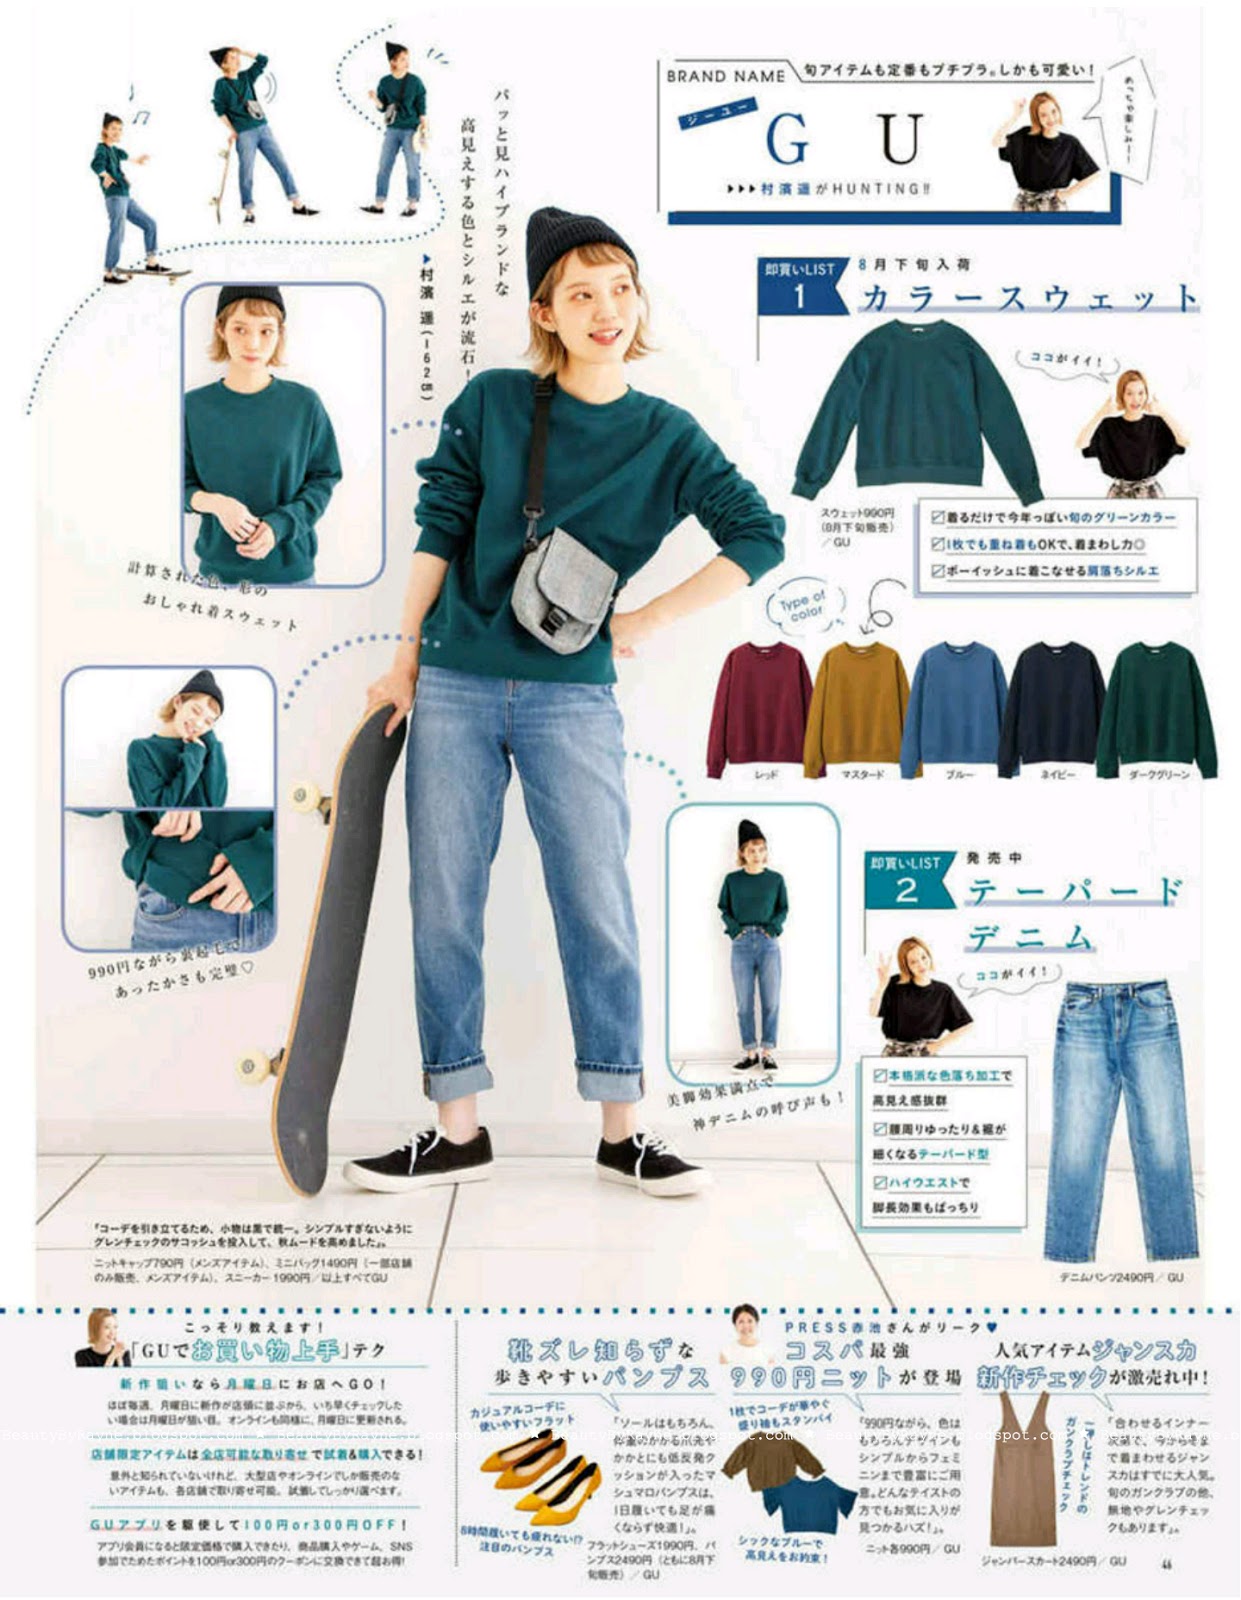 BRAND NAME
旬アイテムも定番もプチプラ。しかも可愛い!
ジーユー
GU
▶▶▶村濱遥がHUNTING!!
めっちゃ楽しみー!
パッと見ハイブランドな
高見えする色とシルエが流石!
▶村濱 遥(162㎝)
即買いLIST
1
8月下旬入荷
カラースウェット
ココがイイ!
スウェット990円
(8月下旬販売)
/GU
着るだけで今年っぽい旬のグリーンカラー
1枚でも重ね着もOKで、着まわし力◎
ボーイッシュに着こなせる肩落ちシルエ
計算された色、形の
おしゃれ着スウェット
Type of
color
レッド
マスタード
ブルー
ネイビー
ダークグリーン
990円ながら裏起毛で
あったかさも完璧♡
即買いLIST
2
発売中
テーパード
デニム
ココがイイ!
本格派な色落ち加工で
高見え感抜群
腰周りゆったり&裾が
細くなるテーパード型
ハイウエストで
脚長効果もばっちり
美脚効果満点で
神デニムの呼び声も!
デニムパンツ2490円/GU
「コーデを引き立てるため、小物は黒で統一。シンプルすぎないように
グレンチェックのサコッシュを投入して、秋ムードを高めました」。
ニットキャップ790円(メンズアイテム)、ミニバッグ1490円(一部店舗
のみ販売、メンズアイテム)、スニーカー1990円/以上すべてGU
こっそり教えます!
「GUでお買い物上手」テク
新作狙いなら月曜日にお店へGO!
ほぼ毎週、月曜日に新作が店頭に並ぶから、いち早くチェックした
い場合は月曜日が狙い目。オンラインも同様に、月曜日に更新される。
店舗限定アイテムは全店可能な取り寄せで試着&購入できる!
意外と知られていないけれど、大型店やオンラインでしか販売のな
いアイテムも、各店舗で取り寄せ可能。試着してしっかり選べます。
GUアプリを駆使して100円or300円OFF!
アプリ会員になると限定価格で購入できたり、商品購入やゲーム、SNS
参加でためたポイントを100円or300円のクーポンに交換できて超お得!
靴ズレ知らずな
歩きやすいパンプス
カジュアルコーデに
使いやすいフラット
8時間履いても疲れない!?
注目のパンプス
「ソールはもちろん、
体重のかかる爪先や
かかとにも低反発ク
ッションが入ったマ
シュマロパンプスは、
1日履いても足が痛
くならず快適!」。
フラットシューズ1990円、パ
ンプス2490円(ともに8月下
旬販売)/GU
PRESS赤池さんがリーク♥
コスパ最強
990円ニットが登場
1枚でコーデが華やぐ
盛り袖もスタンバイ
シックなブルーで
高見えをお約束!
「990円ながら、色は
もちろんデザインも
シンプルからフェミ
ニンまで豊富にご用
意。どんなテイストの
方でもお気に入りが
見つかるハズ!」。
ニット各990円/GU
人気アイテムジャンスカ
新作チェックが激売れ中!
一押しはトレンドの
ガンクラブチェック
「合わせるインナー
次第で、今からまで
着まわせるジャン
スカはすでに大人気。
旬のガンクラブの他、
無地やグレンチェッ
クもあります」。
ジャンパースカート2490円/GU
46